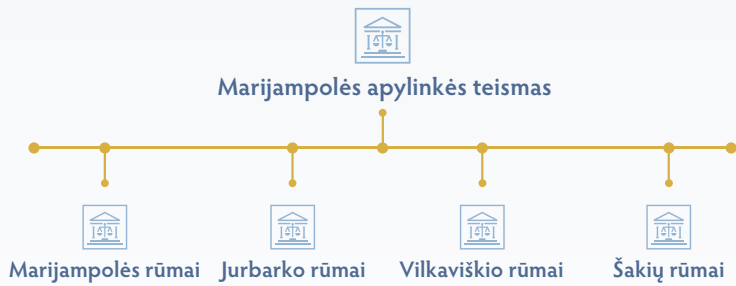 Marijampolės apylinkės teismas
Marijampolės rūmai
Jurbarko rūmai
Vilkaviškio rūmai
Šakių rūmai